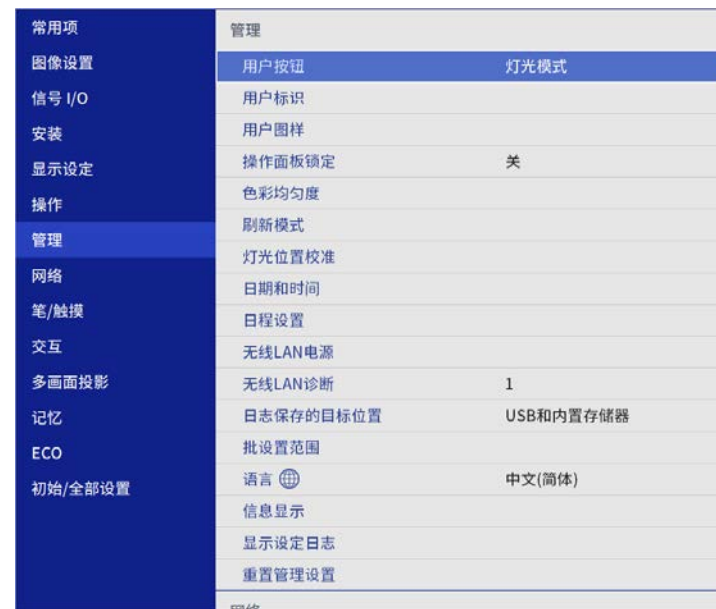 常用项
图像设置
信号 I/O
安装
显示设定
操作
管理
网络
笔/触摸
交互
多画面投影
记忆
ECO
初始/全部设置
管理
用户按钮 灯光模式
用户标识
用户图样
操作面板锁定 关
色彩均匀度
刷新模式
灯光位置校准
日期和时间
日程设置
无线LAN电源
无线LAN诊断 1
日志保存的目标位置 USB和内置存储器
批设置范围
语言 中文(简体)
信息显示
显示设定日志
重置管理设置
网络